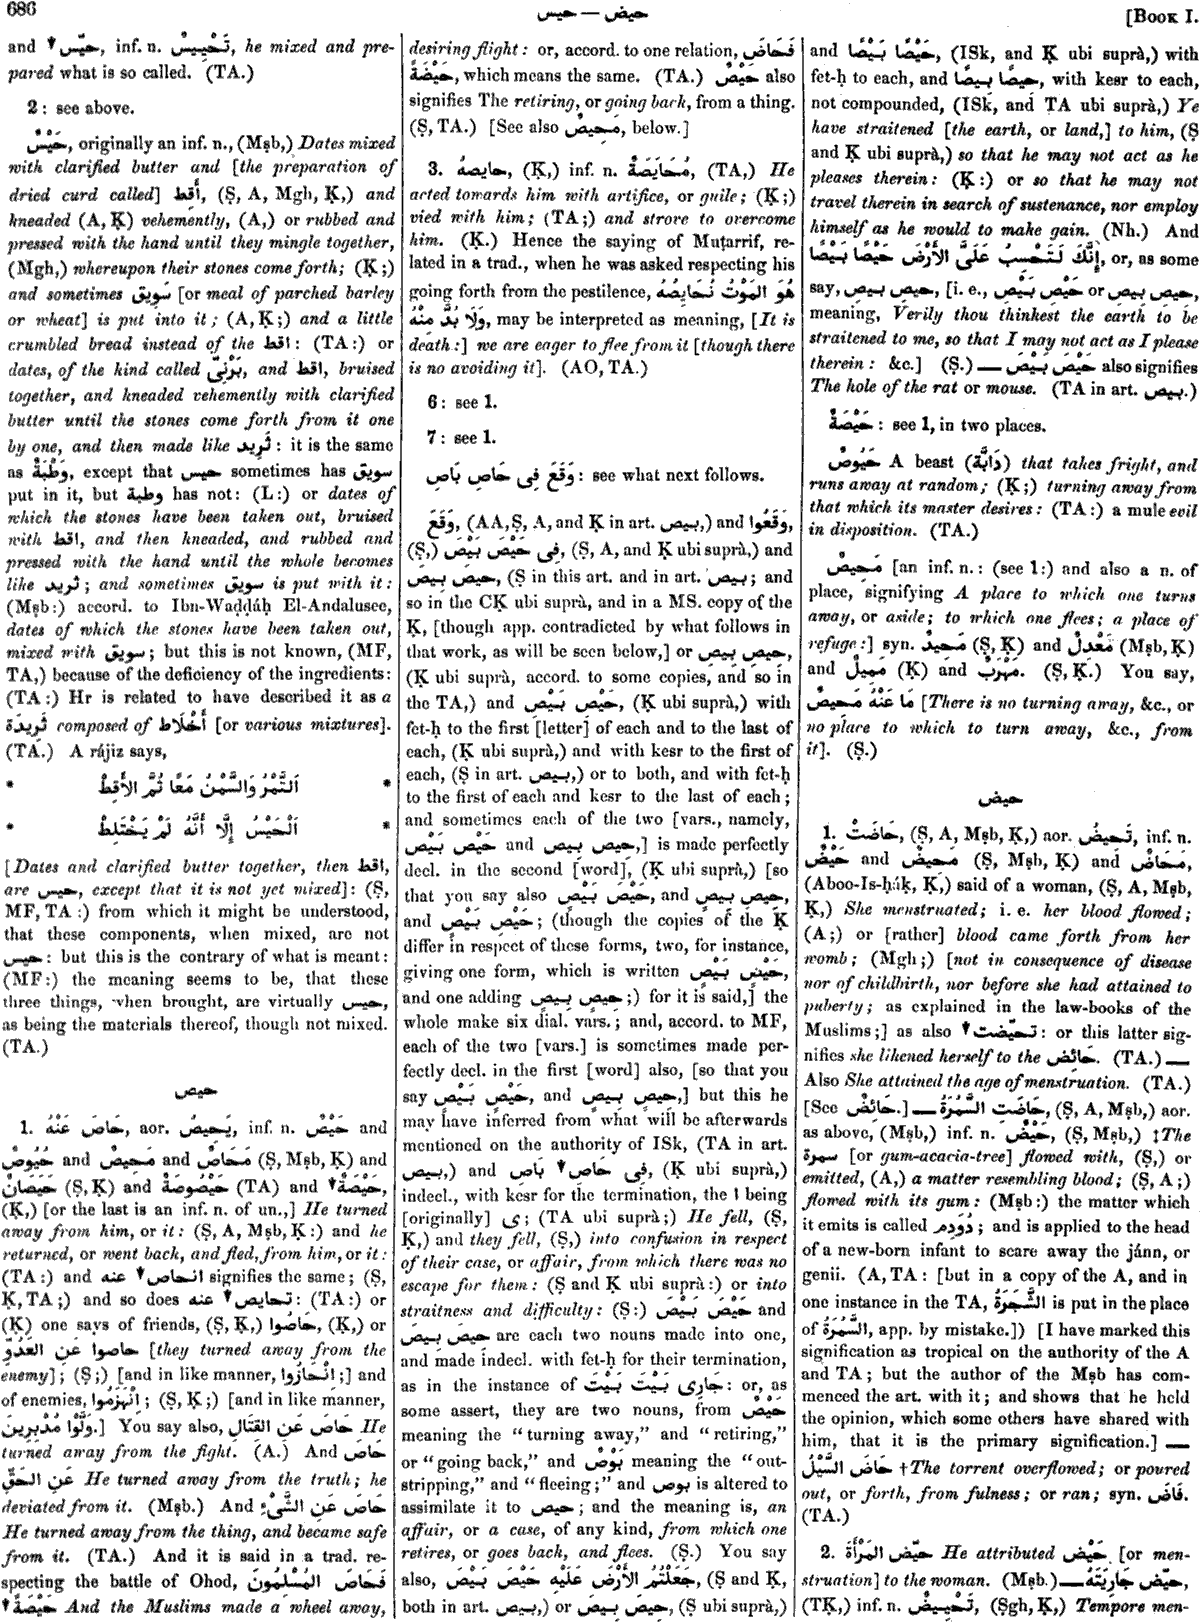 686
حيض — حيس
[BOOK I.
and ↓ حيّس, inf. n. تَحْيِيسٌ, he mixed and pre-
pared what is so called. (TA.)
2: see above.
حَيْسٌ, originally an inf. n., (Mṣb,) Dates mixed
with clarified butter and [the preparation of
dried curd called] أَقِط, (Ṣ, A, Mgh, Ḳ,) and
kneaded (A, Ḳ) vehemently, (A,) or rubbed and
pressed with the hand until they mingle together,
(Mgh,) whereupon their stones come forth; (Ḳ;)
and sometimes سَوِيق [or meal of parched barley
or wheat] is put into it; (A, Ḳ;) and a little
crumbled bread instead of the اقط: (TA:) or
dates, of the kind called بَرْنِىّ, and اقط, bruised
together, and kneaded vehemently with clarified
butter until the stones come forth from it one
by one, and then made like ثَرِيد: it is the same
as وَطْبَةٌ, except that حيس sometimes has سويق
put in it, but وطبة has not: (L:) or dates of
which the stones have been taken out, bruised
with اقط, and then kneaded, and rubbed and
pressed with the hand until the whole becomes
like ثريد; and sometimes سويق is put with it:
(Mṣb:) accord. to Ibn-Waḍḍáḥ El-Andalusee,
dates of which the stones have been taken out,
mixed with سويق; but this is not known, (MF,
TA,) because of the deficiency of the ingredients:
(TA:) Hr is related to have described it as a
ثَرِيدَة composed of أَخْلَاط [or various mixtures].
(TA.) A rájiz says,
* اَلتَّمْرُ وَالسَّمْنُ مَعًا ثُمَّ الأَقِطْ *
* اَلْحَيْسُ إِلَّا أَنَّهُ لَمْ يَخْتَلِطْ *
[Dates and clarified butter together, then اقط,
are حيس, except that it is not yet mixed]: (Ṣ,
MF, TA:) from which it might be understood,
that these components, when mixed, are not
حيس: but this is the contrary of what is meant:
(MF:) the meaning seems to be, that these
three things, when brought, are virtually حيس,
as being the materials thereof, though not mixed.
(TA.)
حيص
1. حَاصَ عَنْهُ, aor. يَحِيصُ, inf. n. حَيْصٌ and
حُيُوصٌ and مَحِيصٌ and مَحَاصٌ (Ṣ, Mṣb, Ḳ) and
حَيَصَانٌ (Ṣ, Ḳ) and حَيْصُوصَةٌ (TA) and ↓ حَيْصَةٌ,
(Ḳ,) [or the last is an inf. n. of un.,] He turned
away from him, or it: (Ṣ, A, Mṣb, Ḳ:) and he
returned, or went back, and fled, from him, or it:
(TA:) and ↓ انحاص عنه signifies the same; (Ṣ,
Ḳ, TA;) and so does ↓ تحايص عنه: (TA:) or
(Ḳ) one says of friends, (Ṣ, Ḳ,) حَاصُوا, (Ḳ,) or
حاصوا عَنِ العَدُوِّ [they turned away from the
enemy]; (Ṣ;) [and in like manner, اِنْحَازُوا;] and
of enemies, اِنْهَزَمُوا; (Ṣ, Ḳ;) [and in like manner,
وَلَّوْا مُدْبِرِينَ.] You say also, حَاصَ عَنِ القِتَالِ He
turned away from the fight. (A.) And حَاصَ
عَنِ الحَقِّ He turned away from the truth; he
deviated from it. (Mṣb.) And حَاصَ عَنِ الشَّىْءِ
He turned away from the thing, and became safe
from it. (TA.) And it is said in a trad. re-
specting the battle of Ohod, فَحَاصَ المُسْلِمُونَ
↓ حَيْصَةً And the Muslims made a wheel away,
desiring flight: or, accord. to one relation, فَجَاضَ
جَيْضَةً, which means the same. (TA.) حَيْصٌ also
signifies The retiring, or going back, from a thing.
(Ṣ, TA.) [See also مَحِيصٌ, below.]
3. حايصهُ, (Ḳ,) inf. n. مُحَايَصَةٌ, (TA,) He
acted towards him with artifice, or guile; (Ḳ;)
vied with him; (TA;) and strove to overcome
him. (Ḳ.) Hence the saying of Muṭarrif, re-
lated in a trad., when he was asked respecting his
going forth from the pestilence, هُوَ المَوْتُ نُحَايِصُهُ
وَلَا بُدَّ مِنْهُ, may be interpreted as meaning, [It is
death:] we are eager to flee from it [though there
is no avoiding it]. (AO, TA.)
6: see 1.
7: see 1.
وَقَعَ فِى حَاصِ بَاصِ: see what next follows.
وَقَعَ, (AA, Ṣ, A, and Ḳ in art. بيص,) and وَقَعُوا,
(Ṣ,) فِى حَيْصَ بَيْصَ, (Ṣ, A, and Ḳ ubi suprà,) and
حِيصَ بِيصَ, (Ṣ in this art. and in art. بيص; and
so in the CḲ ubi suprà, and in a MS. copy of the
Ḳ, [though app. contradicted by what follows in
that work, as will be seen below,] or حِيصِ بِيصِ,
(Ḳ ubi suprà, accord. to some copies, and so in
the TA,) and حَيْصِ بَيْصِ, (Ḳ ubi suprà,) with
fet-ḥ to the first [letter] of each and to the last of
each, (Ḳ ubi suprà,) and with kesr to the first of
each, (Ṣ in art. بيص,) or to both, and with fet-ḥ
to the first of each and kesr to the last of each;
and sometimes each of the two [vars., namely,
حَيْصَ بَيْصَ and حِيصِ بِيصِ,] is made perfectly
decl. in the second [word], (Ḳ ubi suprà,) [so
that you say also حَيْصَ بَيْصٍ, and حِيصِ بِيصٍ,
and حَيْصِ بَيْصٍ; (though the copies of the Ḳ
differ in respect of these forms, two, for instance,
giving one form, which is written حَيْصٍ بَيْصٍ,
and one adding حِيصٍ بِيصٍ;) for it is said,] the
whole make six dial. vars.; and, accord. to MF,
each of the two [vars.] is sometimes made per-
fectly decl. in the first [word] also, [so that you
say حَيْصٍ بَيْصٍ, and حِيصٍ بِيصٍ,] but this he
may have inferred from what will be afterwards
mentioned on the authority of ISk, (TA in art.
بيص,) and ↓ فِى حَاصِ بَاصِ, (Ḳ ubi suprà,)
indecl., with kesr for the termination, the ا being
[originally] ى; (TA ubi suprà;) He fell, (Ṣ,
Ḳ,) and they fell, (Ṣ,) into confusion in respect
of their case, or affair, from which there was no
escape for them: (Ṣ and Ḳ ubi suprà:) or into
straitness and difficulty: (Ṣ:) حَيْصَ بَيْصَ and
حِيصَ بِيصَ are each two nouns made into one,
and made indecl. with fet-ḥ for their termination,
as in the instance of جَارِى بَيْتَ بَيْتَ: or, as
some assert, they are two nouns, from حَيْصٌ
meaning the "turning away," and "retiring,"
or "going back," and بَوْصٌ meaning the "out-
stripping," and "fleeing;" and بوص is altered to
assimilate it to حيص; and the meaning is, an
affair, or a case, of any kind, from which one
retires, or goes back, and flees. (Ṣ.) You say
also, جَعَلْتُمُ الأَرْضَ عَلَيْهِ حَيْصَ بَيْصَ, (Ṣ and Ḳ,
both in art. بيص,) or حِيصَ بِيصَ, (Ṣ ubi suprà,)
and حَيْصًا بَيْصًا, (ISk, and Ḳ ubi suprà,) with
fet-ḥ to each, and حِيصًا بِيصًا, with kesr to each,
not compounded, (ISk, and TA ubi suprà,) Ye
have straitened [the earth, or land,] to him, (Ṣ
and Ḳ ubi suprà,) so that he may not act as he
pleases therein: (Ḳ:) or so that he may not
travel therein in search of sustenance, nor employ
himself as he would to make gain. (Nh.) And
إِنَّكَ لَتَحْسِبُ عَلَىَّ الأَرْضَ حَيْصًا بَيْصًا, or, as some
say, حِيصِ بِيصِ, [i. e., حَيْصَ بَيْصَ or حِيصَ بِيصَ,
meaning, Verily thou thinkest the earth to be
straitened to me, so that I may not act as I please
therein: &c.] (Ṣ.) — حَيْصَ بَيْصَ also signifies
The hole of the rat or mouse. (TA in art. بيص.)
حَيْصَةٌ: see 1, in two places.
حَيُوصٌ A beast (دَابَّة) that takes fright, and
runs away at random; (Ḳ;) turning away from
that which its master desires: (TA:) a mule evil
in disposition. (TA.)
مَحِيصٌ [an inf. n.: (see 1:) and also a n. of
place, signifying A place to which one turns
away, or aside; to which one flees; a place of
refuge:] syn. مَحِيدٌ (Ṣ, Ḳ) and مَعْدِلٌ (Mṣb, Ḳ)
and مَمِيلٌ (Ḳ) and مَهْرَبٌ. (Ṣ, Ḳ.) You say,
مَا عَنْهُ مَحِيصٌ [There is no turning away, &c., or
no place to which to turn away, &c., from
it]. (Ṣ.)
حيض
1. حَاضَتْ, (Ṣ, A, Mṣb, Ḳ,) aor. تَحِيضُ, inf. n.
حَيْضٌ and مَحِيضٌ (Ṣ, Mṣb, Ḳ) and مَحَاضٌ,
(Aboo-Is-ḥáḳ, Ḳ,) said of a woman, (Ṣ, A, Mṣb,
Ḳ,) She menstruated; i. e. her blood flowed;
(A;) or [rather] blood came forth from her
womb; (Mgh;) [not in consequence of disease
nor of childbirth, nor before she had attained to
puberty; as explained in the law-books of the
Muslims;] as also ↓ تحيّضت: or this latter sig-
nifies she likened herself to the حَائِض. (TA.) —
Also She attained the age of menstruation. (TA.)
[See حَائِضٌ.] — حَاضَتِ السَّمُرَةُ, (Ṣ, A, Mṣb,) aor.
as above, (Mṣb,) inf. n. حَيْضٌ, (Ṣ, Mṣb,) ‡ The
سمرة [or gum-acacia-tree] flowed with, (Ṣ,) or
emitted, (A,) a matter resembling blood; (Ṣ, A;)
flowed with its gum: (Mṣb:) the matter which
it emits is called دُوَدِم; and is applied to the head
of a new-born infant to scare away the jánn, or
genii. (A, TA: [but in a copy of the A, and in
one instance in the TA, الشَّجَرَةُ is put in the place
of السَّمُرَةُ, app. by mistake.]) [I have marked this
signification as tropical on the authority of the A
and TA; but the author of the Mṣb has com-
menced the art. with it; and shows that he held
the opinion, which some others have shared with
him, that it is the primary signification.] —
حَاضَ السَّيْلُ † The torrent overflowed; or poured
out, or forth, from fulness; or ran; syn. فَاضَ.
(TA.)
2. حيّض المَرْأَةَ He attributed حَيْض [or men-
struation] to the woman. (Mṣb.) — حيّض جَارِيَتَهُ,
(TḲ,) inf. n. تَحْيِيضٌ, (Ṣgh, Ḳ,) Tempore men-